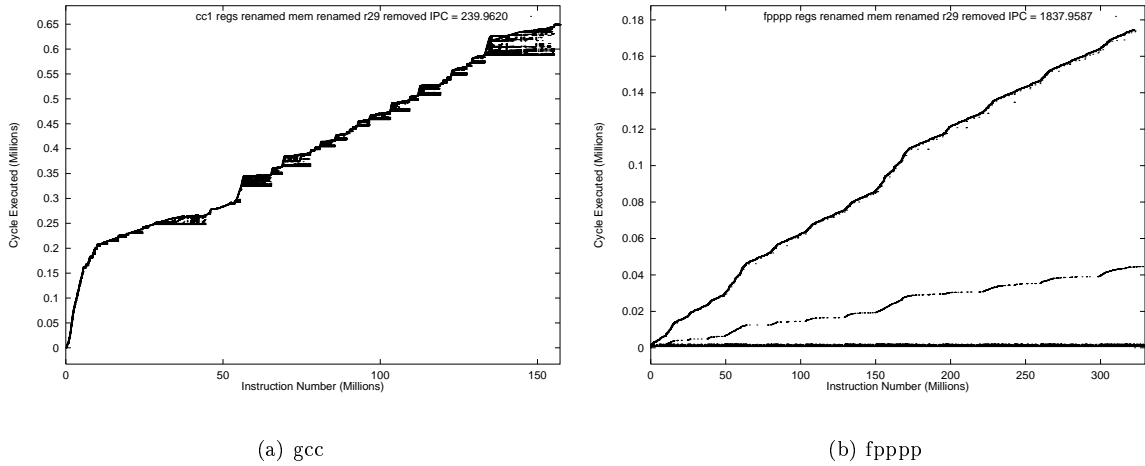 cc1 regs renamed mem renamed r29 removed IPC = 239.9620
0.65
0.6
0.55
0.5
0.45
0.4
0.35
0.3
0.25
0.2
0.15
0.1
0.05
0
Cycle Executed (Millions)
0 50 100 150
Instruction Number (Millions)
(a) gcc
fpppp regs renamed mem renamed r29 removed IPC = 1837.9587
0.18
0.16
0.14
0.12
0.1
0.08
0.06
0.04
0.02
0
Cycle Executed (Millions)
0 50 100 150 200 250 300
Instruction Number (Millions)
(b) fpppp